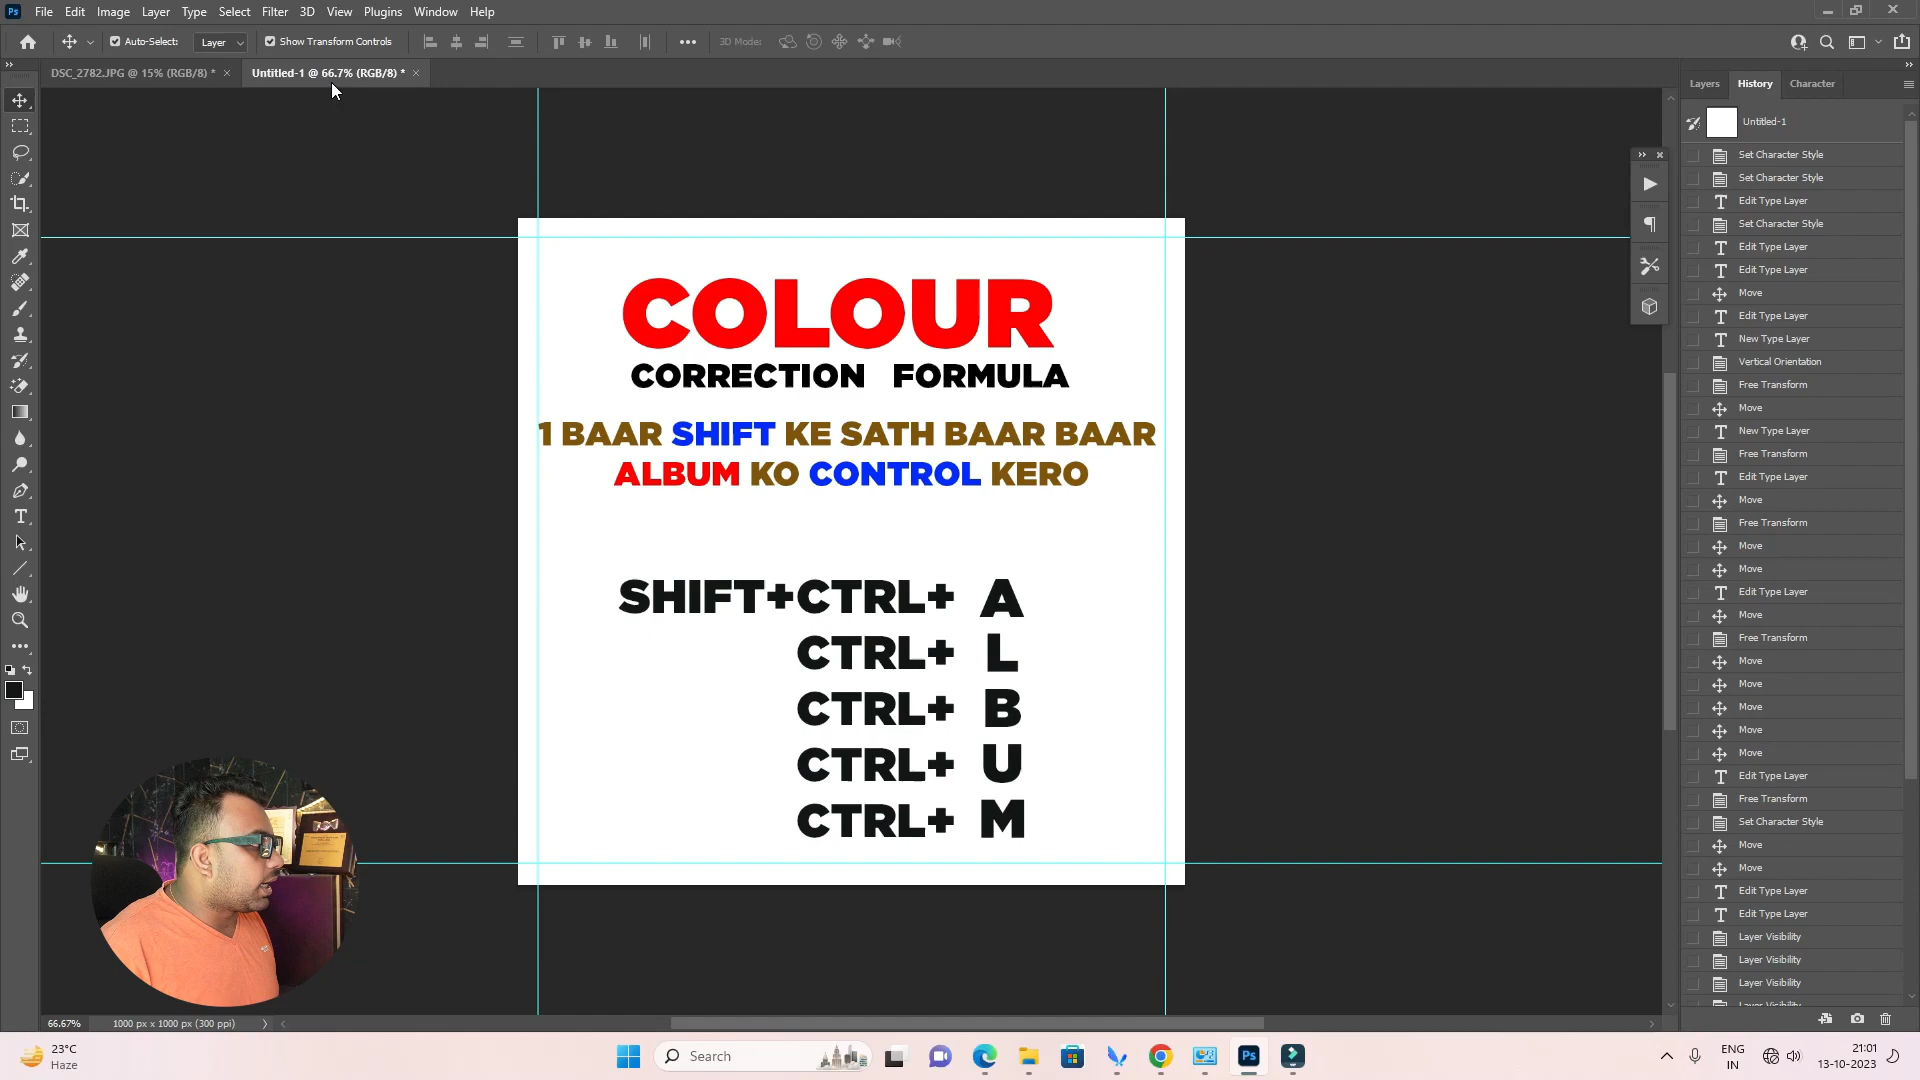 Ps File Edit Image Layer Type Select Filter 3D View Plugins Window Help
Auto-Select: Layer Show Transform Controls 3D Mode:
DSC_2782.JPG @ 15% (RGB/8) * Untitled-1 @ 66.7% (RGB/8) *
Layers History Character
Untitled-1
Set Character Style
Set Character Style
Edit Type Layer
Set Character Style
Edit Type Layer
Edit Type Layer
Move
Edit Type Layer
New Type Layer
Vertical Orientation
Free Transform
Move
New Type Layer
Free Transform
Edit Type Layer
Move
Free Transform
Move
Move
Edit Type Layer
Move
Free Transform
Move
Move
Move
Move
Move
Edit Type Layer
Free Transform
Set Character Style
Move
Move
Edit Type Layer
Edit Type Layer
Layer Visibility
Layer Visibility
Layer Visibility
Layer Visibility
COLOUR
CORRECTION FORMULA
1 BAAR SHIFT KE SATH BAAR BAAR
ALBUM KO CONTROL KERO
SHIFT+CTRL+ A
CTRL+ L
CTRL+ B
CTRL+ U
CTRL+ M
66.67% 1000 px x 1000 px (300 ppi)
23°C
Haze
Search
Ps
ENG
IN
21:01
13-10-2023